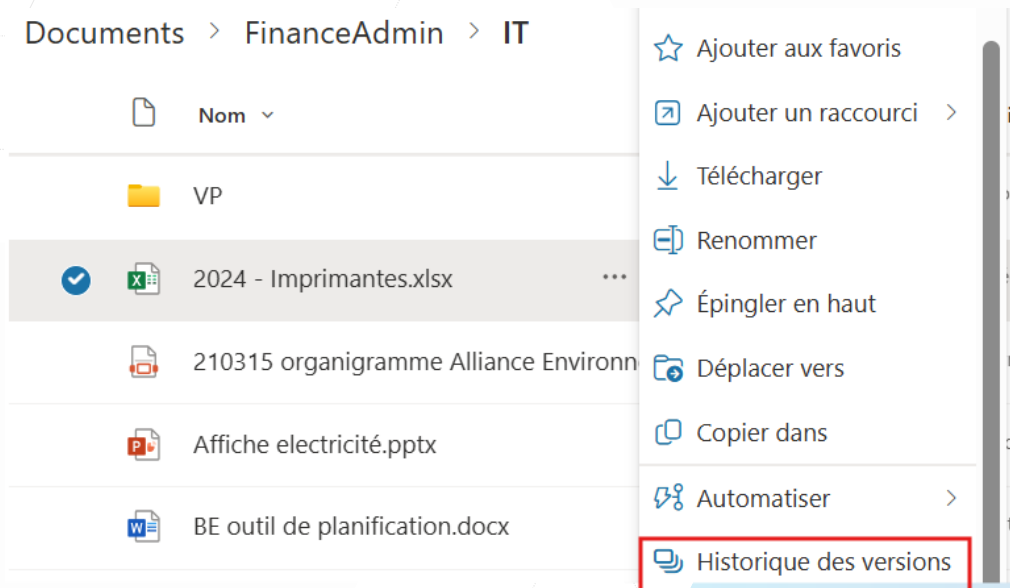 Documents > FinanceAdmin > IT
Nom
VP
2024 - Imprimantes.xlsx
210315 organigramme Alliance Environn
Affiche electricité.pptx
BE outil de planification.docx
Ajouter aux favoris
Ajouter un raccourci
Télécharger
Renommer
Épingler en haut
Déplacer vers
Copier dans
Automatiser
Historique des versions